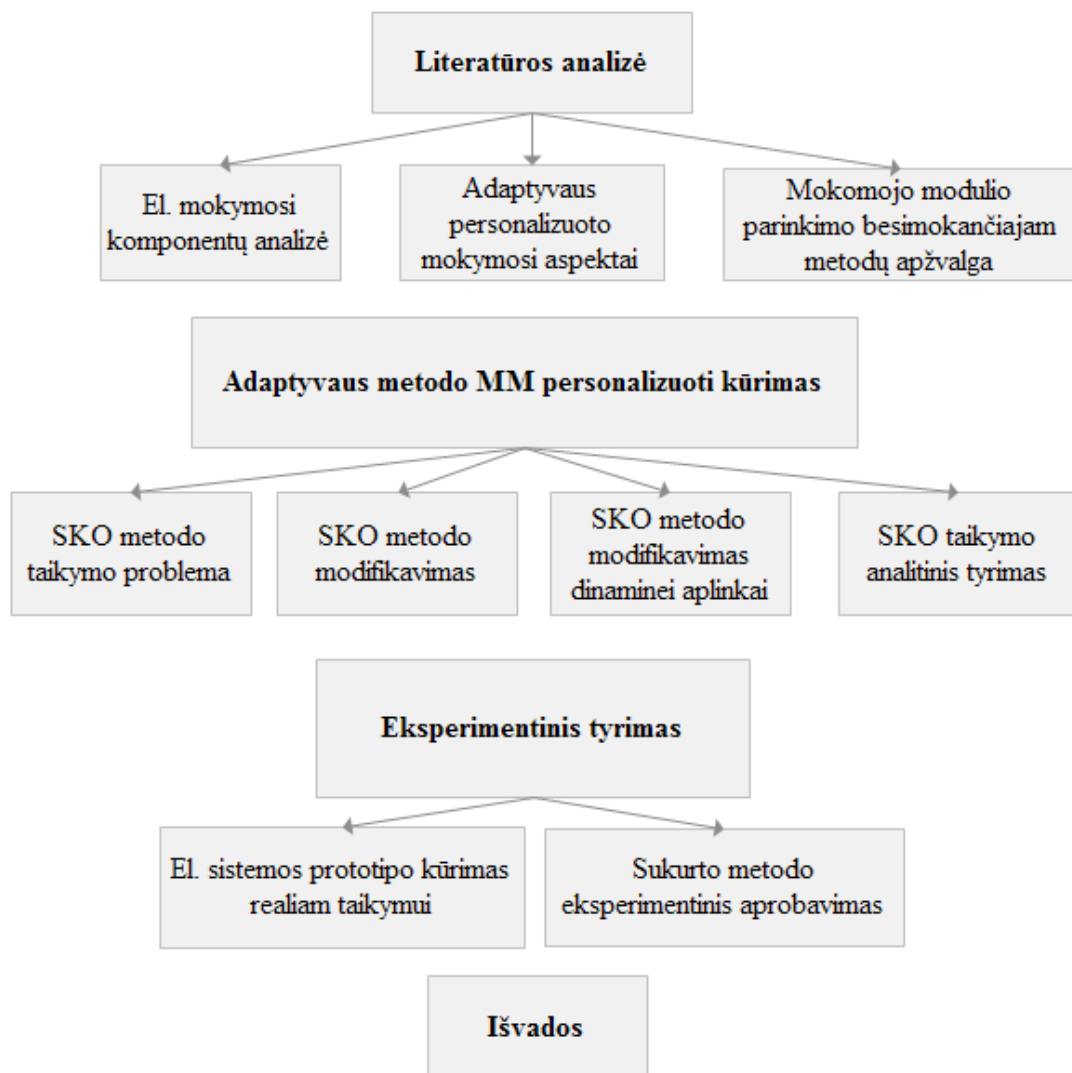 Literatūros analizė
El. mokymosi
komponentų analizė
Adaptyvaus
personalizuoto
mokymosi aspektai
Mokomojo modulio
parinkimo besimokančiajam
metodų apžvalga
Adaptyvaus metodo MM personalizuoti kūrimas
SKO metodo
taikymo problema
SKO metodo
modifikavimas
SKO metodo
modifikavimas
dinaminei aplinkai
SKO taikymo
analitinis tyrimas
Eksperimentinis tyrimas
El. sistemos prototipo kūrimas
realiam taikymui
Sukurto metodo
eksperimentinis aprobavimas
Išvados